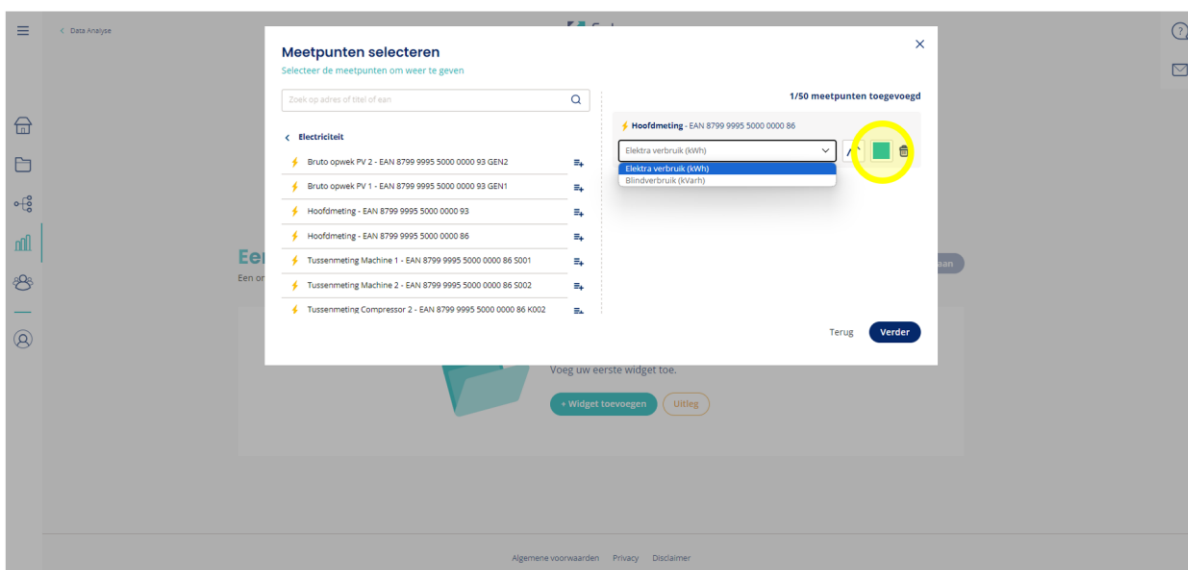 Data Analyse
Meetpunten selecteren
Selecteer de meetpunten om weer te geven
Zoek op adres of titel of ean
1/50 meetpunten toegevoegd
Electriciteit
Bruto opwek PV 2 - EAN 8799 9995 5000 0000 93 GEN2
Bruto opwek PV 1 - EAN 8799 9995 5000 0000 93 GEN1
Hoofdmeting - EAN 8799 9995 5000 0000 93
Hoofdmeting - EAN 8799 9995 5000 0000 86
Tussenmeting Machine 1 - EAN 8799 9995 5000 0000 86 S001
Tussenmeting Machine 2 - EAN 8799 9995 5000 0000 86 S002
Tussenmeting Compressor 2 - EAN 8799 9995 5000 0000 86 K002
Hoofdmeting - EAN 8799 9995 5000 0000 86
Elektra verbruik (kWh)
Elektra verbruik (kWh)
Blindverbruik (kVarh)
Terug
Verder
Voeg uw eerste widget toe.
+ Widget toevoegen
Uitleg
Algemene voorwaarden Privacy Disclaimer